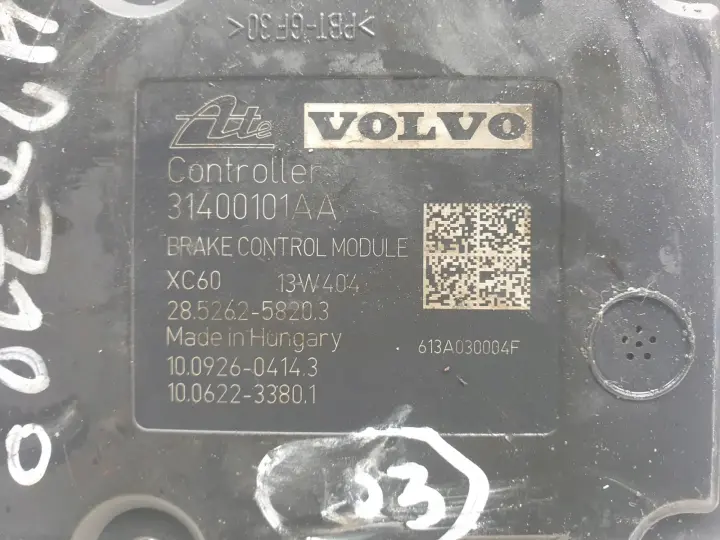 >PBT-GF30<
Ate VOLVO
Controller
31400101AA
BRAKE CONTROL MODULE
XC60 13W404
28.5262-5820.3
Made in Hungary
613A030004F
10.0926-0414.3
10.0622-3380.1
53